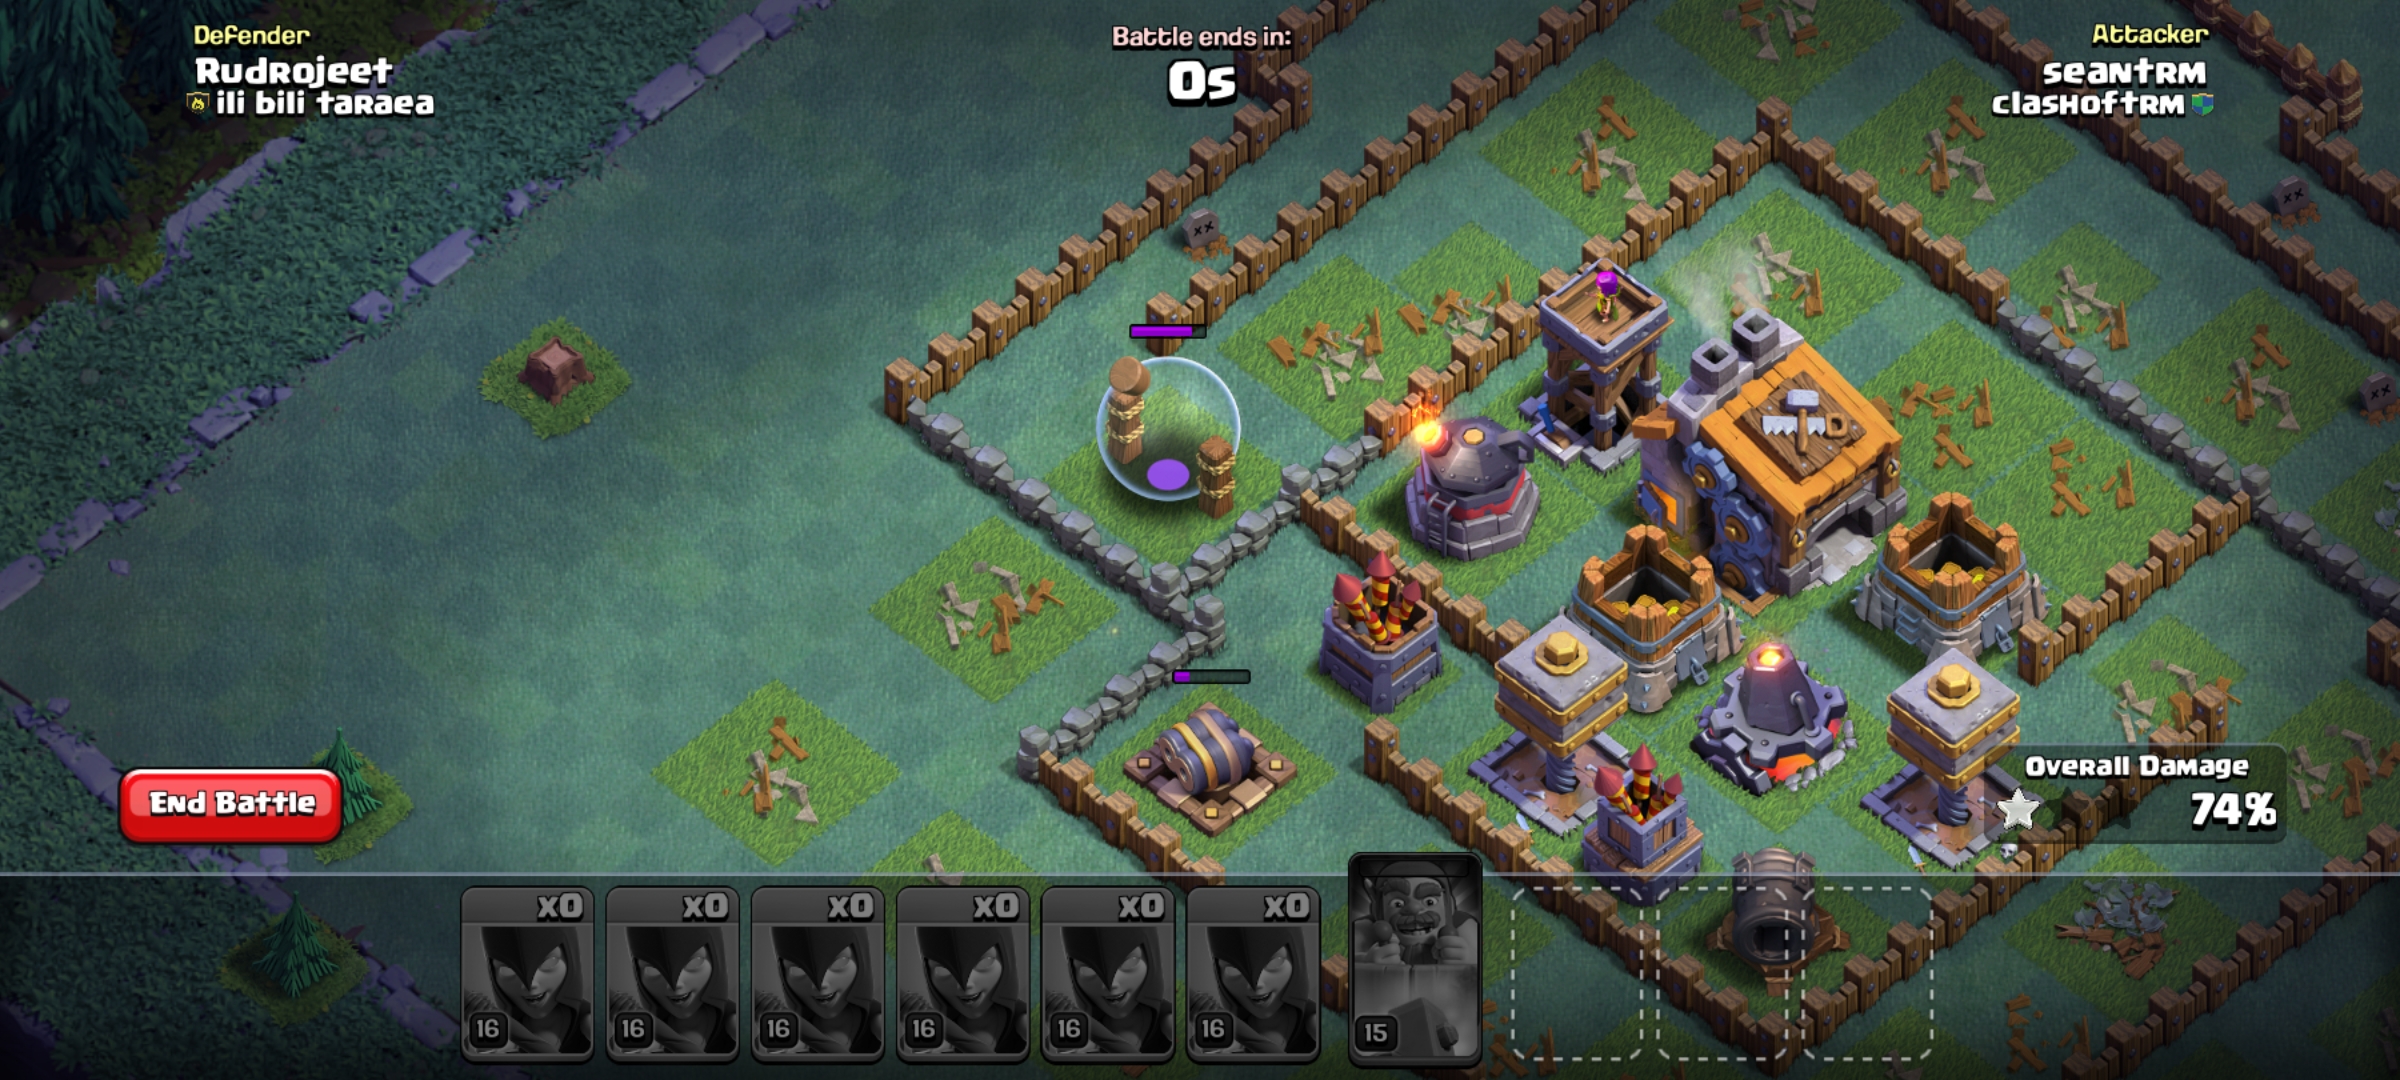 Defender
Rudrojeet
ili bili taraea
Battle ends in:
0s
Attacker
seantrm
clashoftrm
End Battle
Overall Damage
74%
x0
x0
x0
x0
x0
x0
16
16
16
16
16
16
15